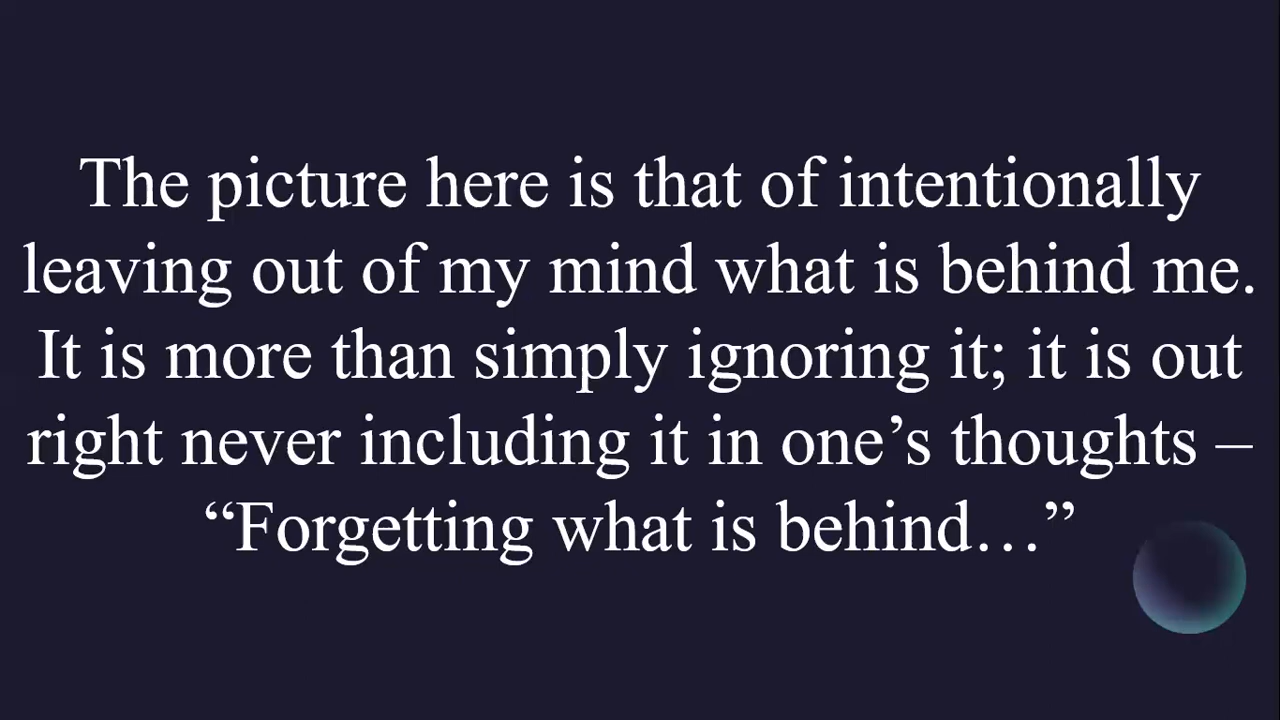 The picture here is that of intentionally
leaving out of my mind what is behind me.
It is more than simply ignoring it; it is out
right never including it in one’s thoughts –
“Forgetting what is behind…”